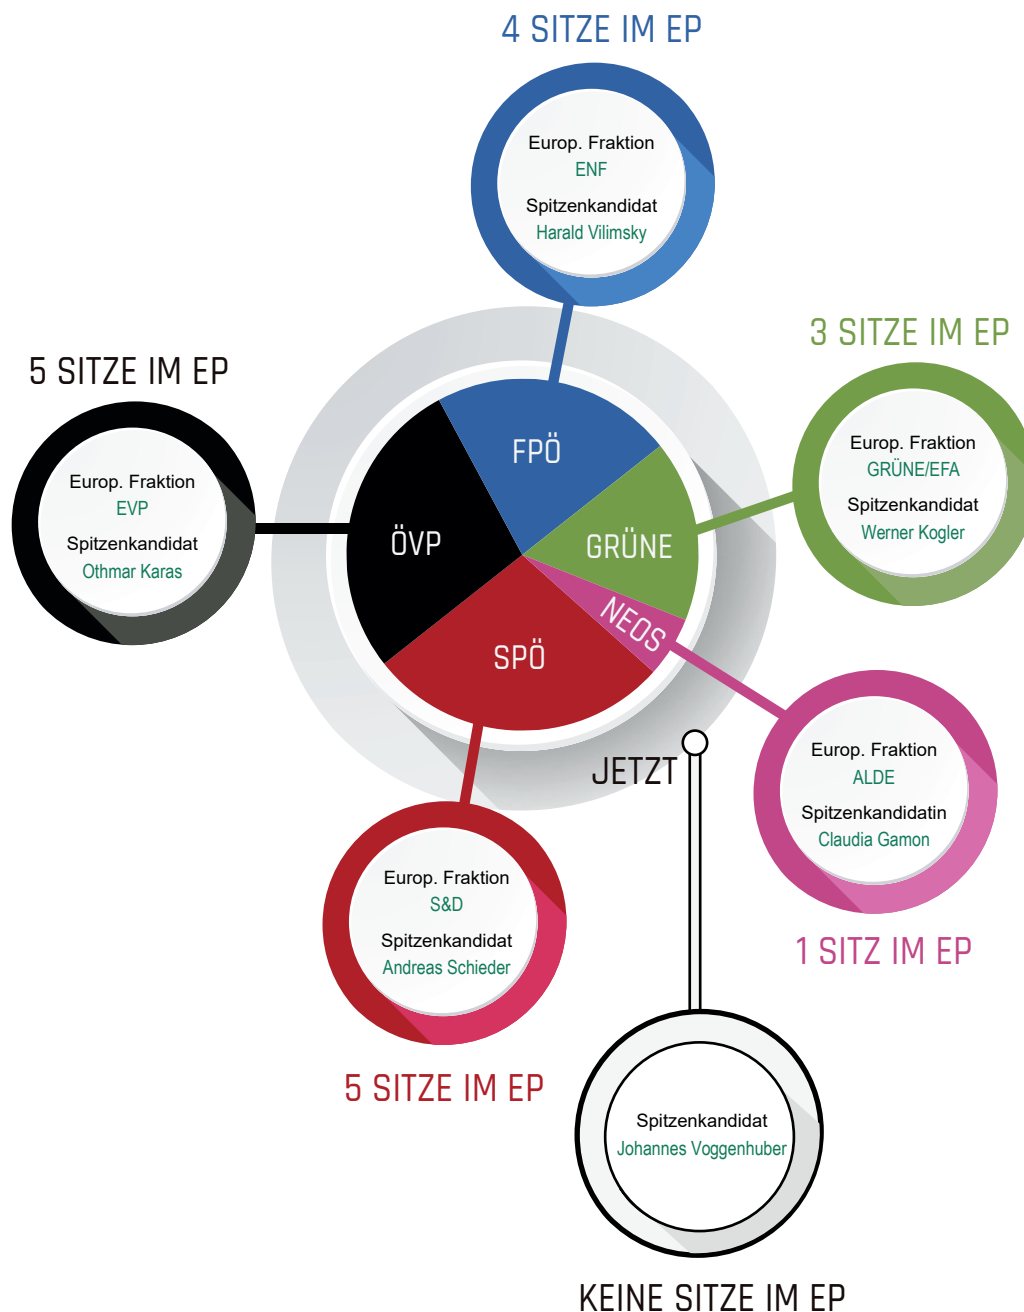 4 SITZE IM EP
Europ. Fraktion
ENF
Spitzenkandidat
Harald Vilimsky
3 SITZE IM EP
Europ. Fraktion
GRÜNE/EFA
Spitzenkandidat
Werner Kogler
5 SITZE IM EP
Europ. Fraktion
EVP
Spitzenkandidat
Othmar Karas
FPÖ
ÖVP
GRÜNE
NEOS
SPÖ
JETZT
Europ. Fraktion
ALDE
Spitzenkandidatin
Claudia Gamon
1 SITZ IM EP
Europ. Fraktion
S&D
Spitzenkandidat
Andreas Schieder
5 SITZE IM EP
Spitzenkandidat
Johannes Voggenhuber
KEINE SITZE IM EP